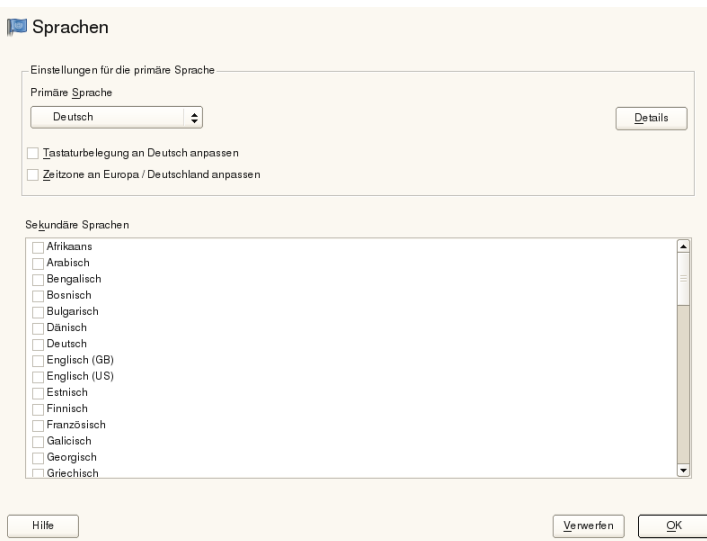 Sprachen
Einstellungen für die primäre Sprache
Primäre Sprache
Deutsch
Details
Tastaturbelegung an Deutsch anpassen
Zeitzone an Europa / Deutschland anpassen
Sekundäre Sprachen
Afrikaans
Arabisch
Bengalisch
Bosnisch
Bulgarisch
Dänisch
Deutsch
Englisch (GB)
Englisch (US)
Estnisch
Finnisch
Französisch
Galicisch
Georgisch
Griechisch
Hilfe
Verwerfen
OK